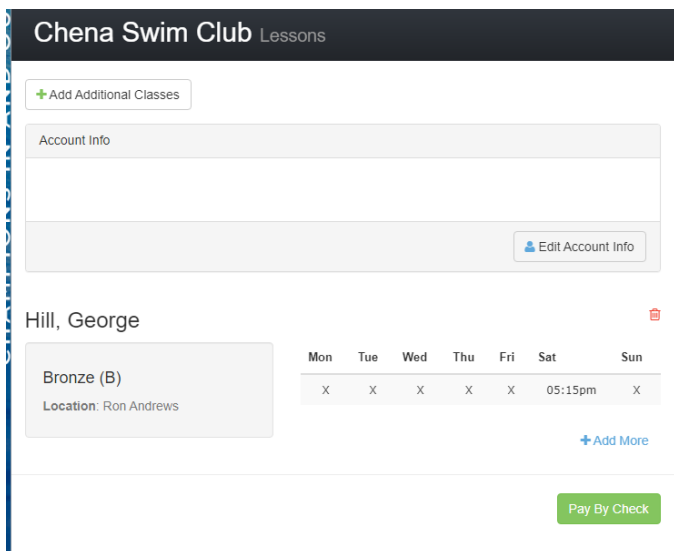 Chena Swim Club Lessons
+ Add Additional Classes
Account Info
Edit Account Info
Hill, George
Bronze (B)
Location: Ron Andrews
Mon Tue Wed Thu Fri Sat Sun
X X X X X 05:15pm X
+ Add More
Pay By Check